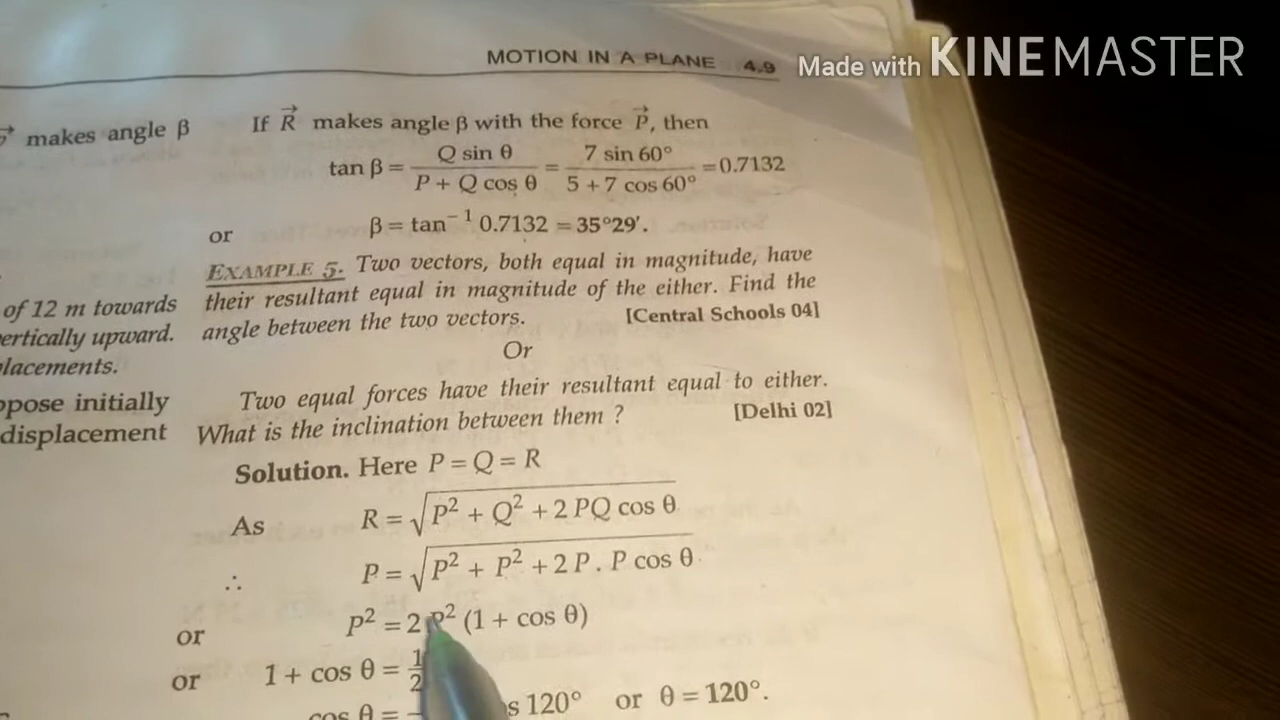 MOTION IN A PLANE 4.9
Made with KINEMASTER
makes angle β
If R⃗ makes angle β with the force P⃗, then
tan β = Q sin θ / P + Q cos θ = 7 sin 60° / 5 + 7 cos 60° = 0.7132
or β = tan⁻¹ 0.7132 = 35°29′.
of 12 m towards
ertically upward.
lacements.
ppose initially
displacement
EXAMPLE 5. Two vectors, both equal in magnitude, have
their resultant equal in magnitude of the either. Find the
angle between the two vectors. [Central Schools 04]
Or
Two equal forces have their resultant equal to either.
What is the inclination between them ? [Delhi 02]
Solution. Here P = Q = R
As R = √(P² + Q² + 2 PQ cos θ)
∴ P = √(P² + P² + 2 P . P cos θ)
or P² = 2 P² (1 + cos θ)
or 1 + cos θ = 1/2
cos θ = – s 120° or θ = 120°.